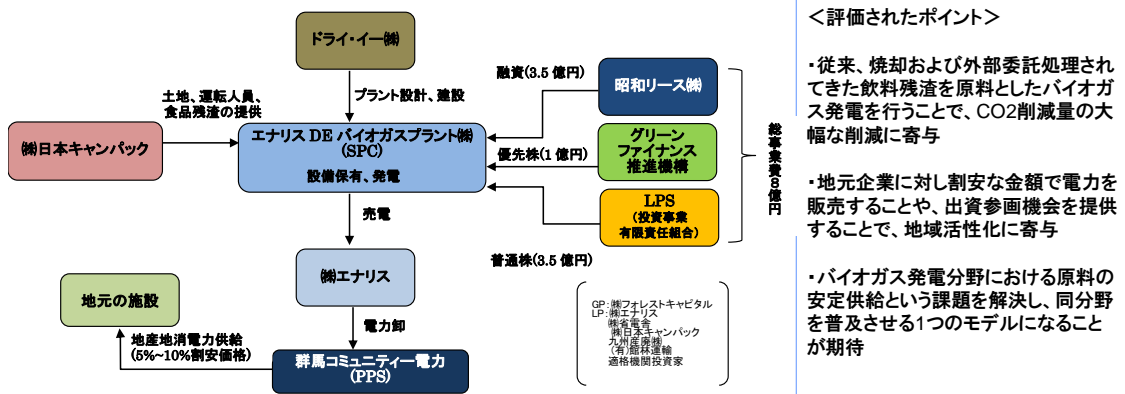 ドライ・イー㈱
プラント設計、建設
土地、運転人員、
食品残渣の提供
㈱日本キャンパック
エナリス DE バイオガスプラント㈱
(SPC)
設備保有、発電
融資(3.5 億円)
昭和リース㈱
優先株(1 億円)
グリーン
ファイナンス
推進機構
LPS
(投資事業
有限責任組合)
普通株(3.5 億円)
総事業費8億円
売電
㈱エナリス
電力卸
群馬コミュニティー電力
(PPS)
地元の施設
地産地消電力供給
(5%~10%割安価格)
GP:㈱フォレストキャピタル
LP:㈱エナリス
㈱省電舎
㈱日本キャンパック
九州産廃㈱
(有)館林運輸
適格機関投資家
<評価されたポイント>
・従来、焼却および外部委託処理され
てきた飲料残渣を原料としたバイオガ
ス発電を行うことで、CO2削減量の大
幅な削減に寄与
・地元企業に対し割安な金額で電力を
販売することや、出資参画機会を提供
することで、地域活性化に寄与
・バイオガス発電分野における原料の
安定供給という課題を解決し、同分野
を普及させる1つのモデルになること
が期待